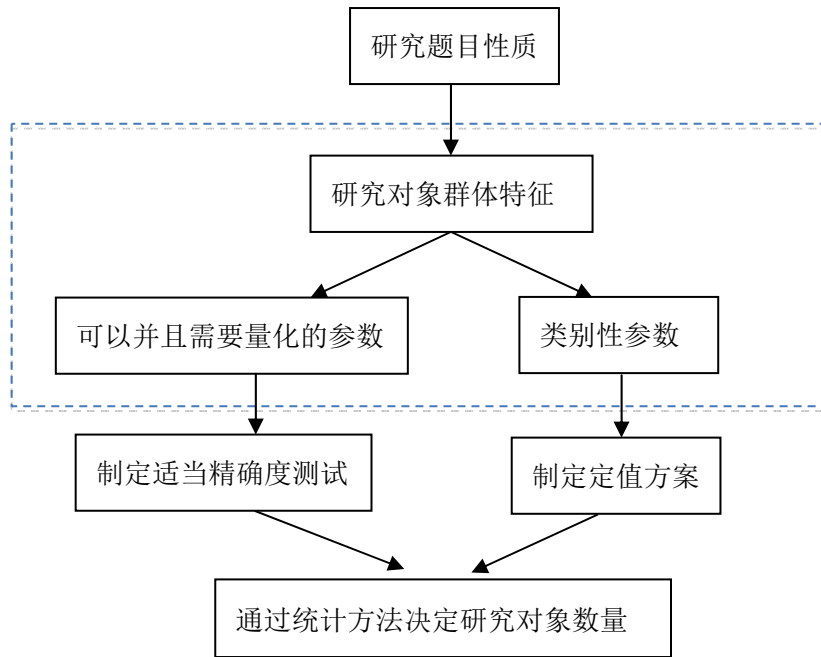 研究题目性质
研究对象群体特征
可以并且需要量化的参数
类别性参数
制定适当精确度测试
制定定值方案
通过统计方法决定研究对象数量